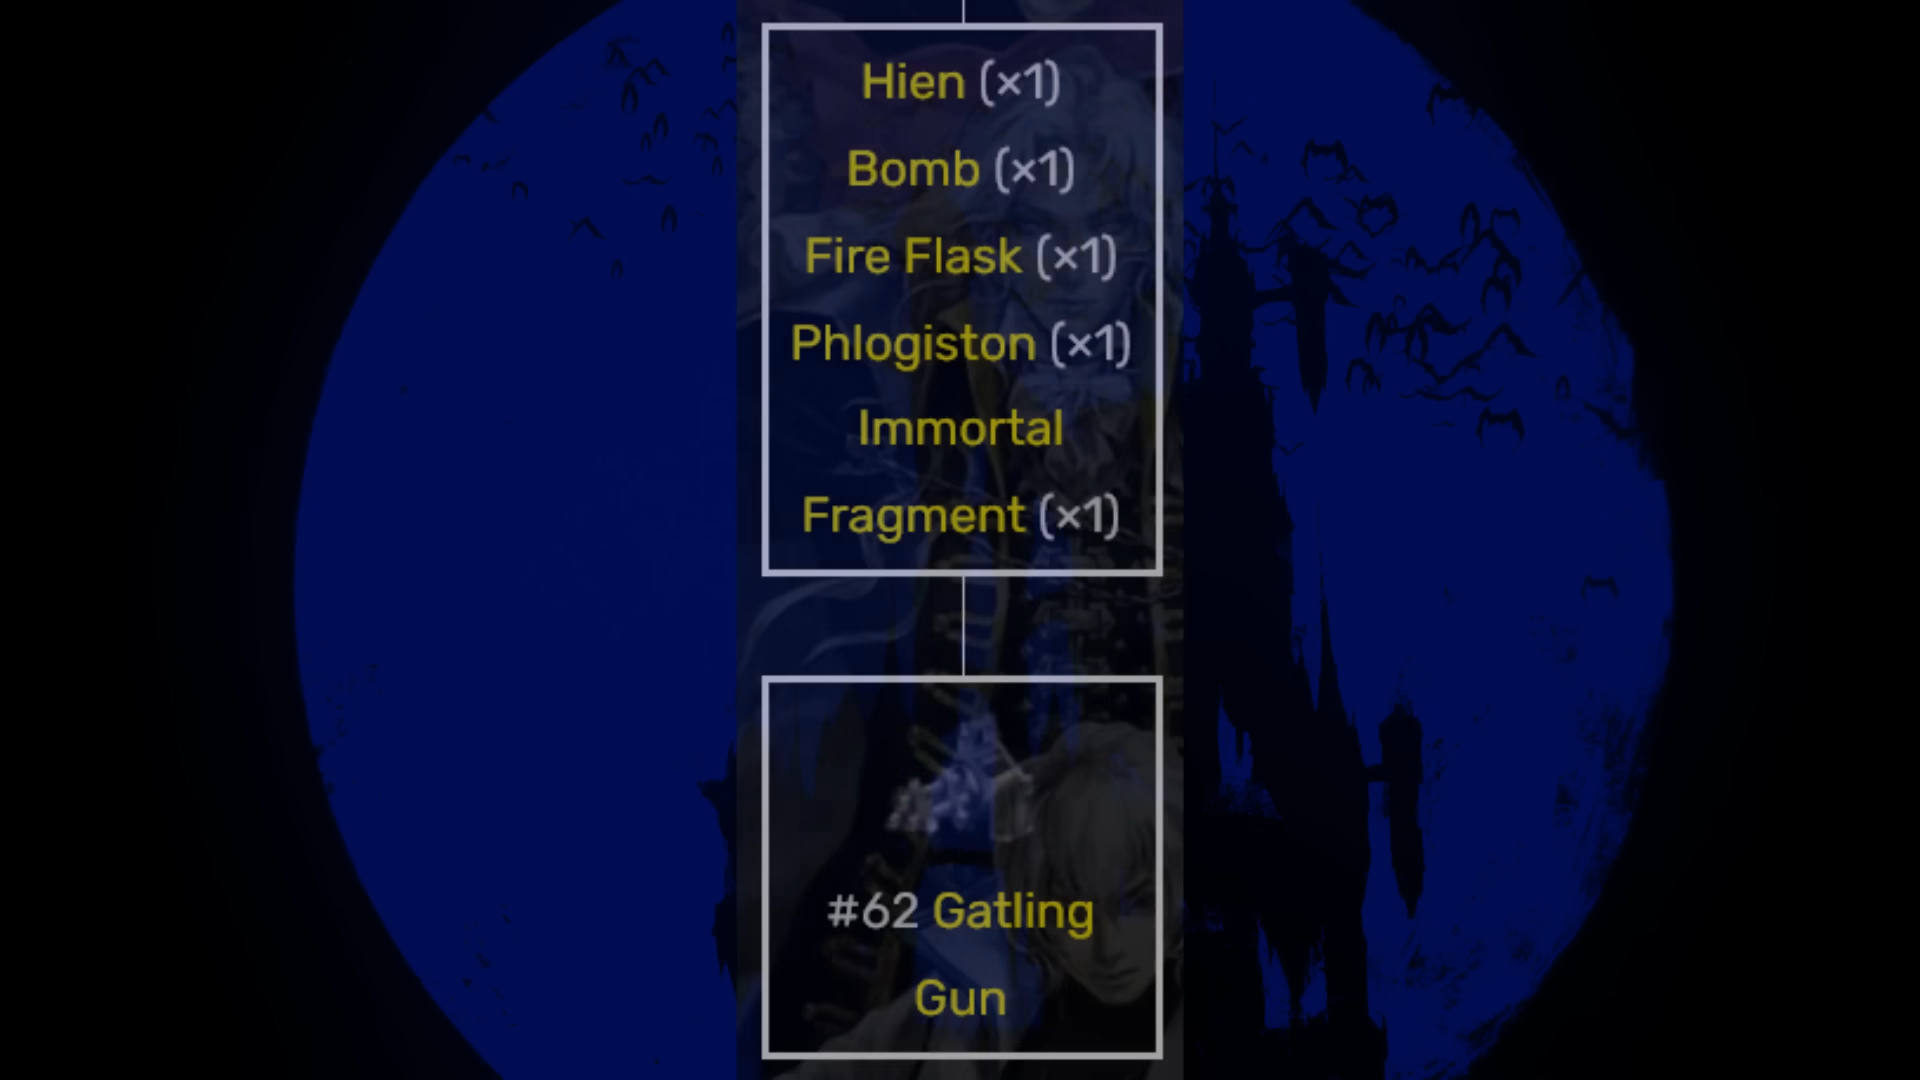 Hien (×1)
Bomb (×1)
Fire Flask (×1)
Phlogiston (×1)
Immortal
Fragment (×1)
#62 Gatling
Gun